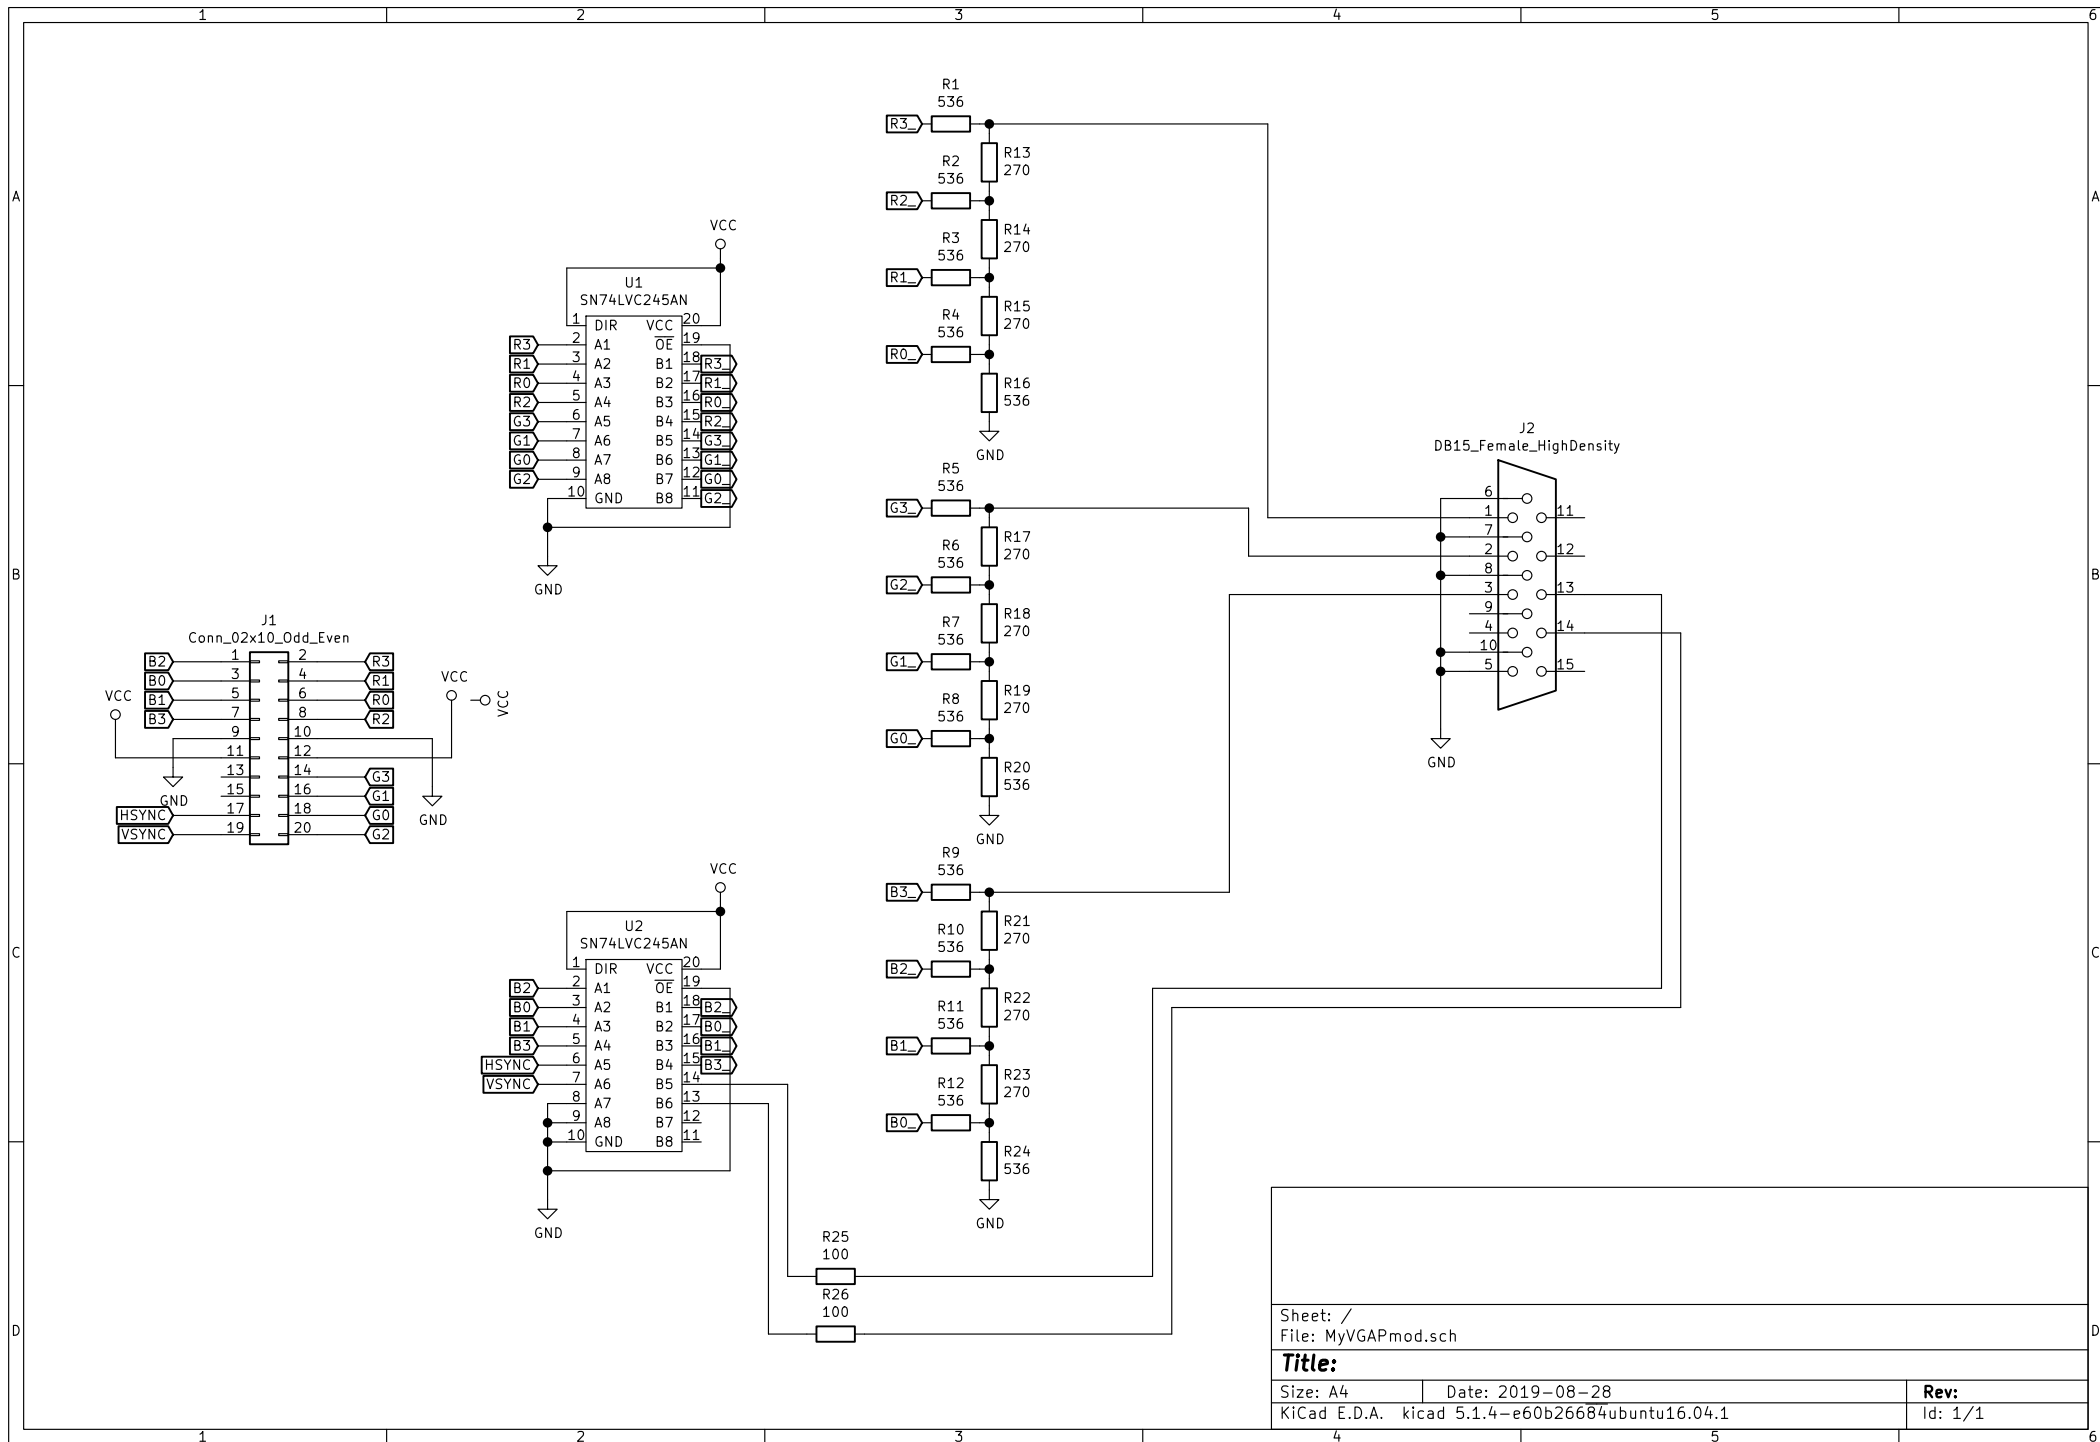 1 2 3 4 5 6
A A
B B
C C
D D
R1
536
R3_
R13
270
R2
536
R2_
R14
270
R3
536
R1_
R15
270
R4
536
R0_
R16
536
GND
VCC
U1
SN74LVC245AN
1 DIR VCC 20
R3 2 A1 OE 19
R1 3 A2 B1 18 R3_
R0 4 A3 B2 17 R1_
R2 5 A4 B3 16 R0_
G3 6 A5 B4 15 R2_
G1 7 A6 B5 14 G3_
G0 8 A7 B6 13 G1_
G2 9 A8 B7 12 G0_
10 GND B8 11 G2_
GND
R5
536
G3_
R17
270
R6
536
G2_
R18
270
R7
536
G1_
R19
270
R8
536
G0_
R20
536
GND
J2
DB15_Female_HighDensity
6
1 11
7
2 12
8
3 13
9
4 14
10
5 15
GND
J1
Conn_02x10_Odd_Even
B2 1 2 R3
B0 3 4 R1
B1 5 6 R0
B3 7 8 R2
9 10
11 12
13 14 G3
15 16 G1
HSYNC 17 18 G0
VSYNC 19 20 G2
VCC
GND
VCC
VCC
GND
R9
536
B3_
R21
270
R10
536
B2_
R22
270
R11
536
B1_
R23
270
R12
536
B0_
R24
536
GND
VCC
U2
SN74LVC245AN
1 DIR VCC 20
B2 2 A1 OE 19
B0 3 A2 B1 18 B2_
B1 4 A3 B2 17 B0_
B3 5 A4 B3 16 B1_
HSYNC 6 A5 B4 15 B3_
VSYNC 7 A6 B5 14
8 A7 B6 13
9 A8 B7 12
10 GND B8 11
GND
R25
100
R26
100
Sheet: /
File: MyVGAPmod.sch
Title:
Size: A4 Date: 2019-08-28 Rev:
KiCad E.D.A. kicad 5.1.4-e60b26684ubuntu16.04.1 Id: 1/1
1 2 3 4 5 6